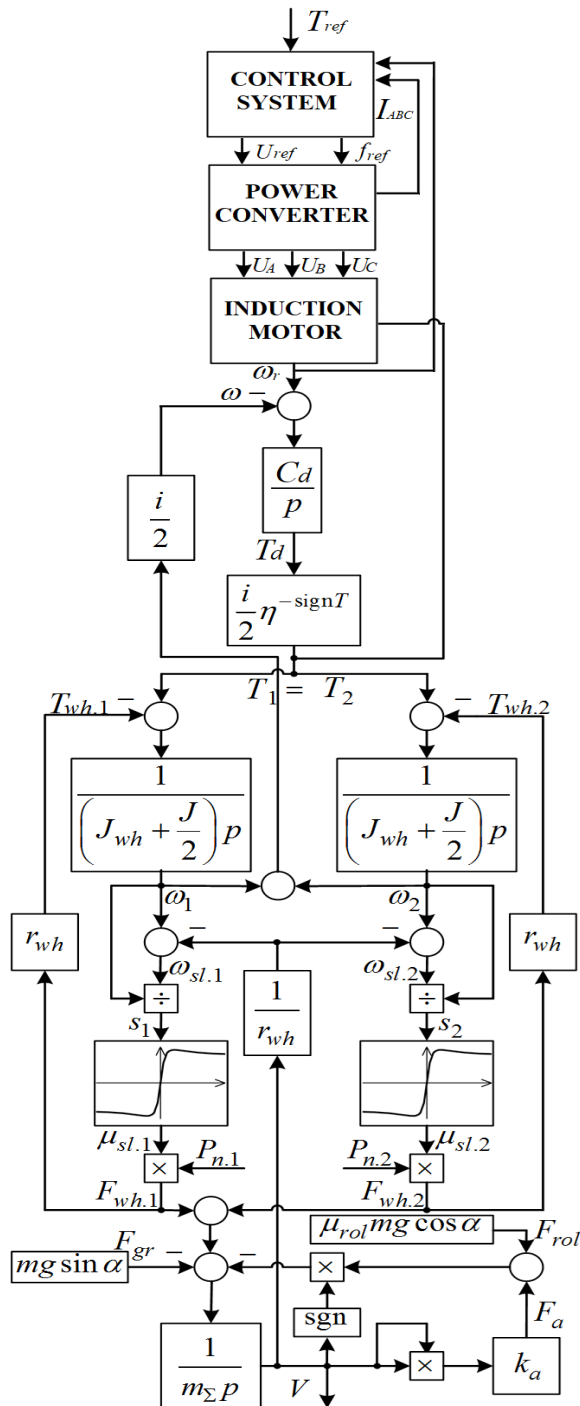 T_ref
CONTROL
SYSTEM
I_ABC
U_ref f_ref
POWER
CONVERTER
U_A U_B U_C
INDUCTION
MOTOR
ω_r
ω −
C_d
p
i
2
T_d
i
2
η^−signT
T_wh.1 − T_1 = T_2 − T_wh.2
1
(J_wh + J/2) p
1
(J_wh + J/2) p
ω_1 ω_2
− −
r_wh
r_wh
ω_sl.1 ω_sl.2
÷ ÷
1
r_wh
s_1 s_2
μ_sl.1 μ_sl.2
P_n.1 P_n.2
× ×
F_wh.1 F_wh.2
μ_rol mg cos α
F_rol
F_gr − −
mg sin α
×
sgn
F_a
1
m_Σ p
V
×
k_a